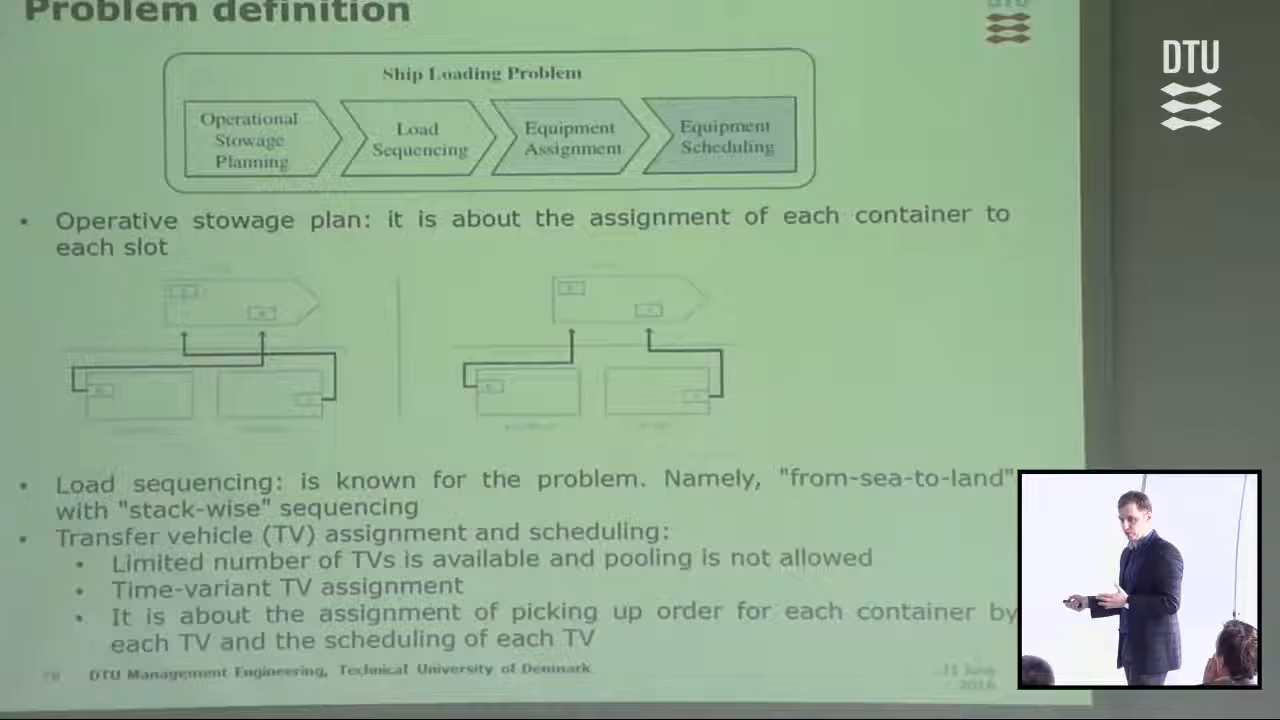 Problem definition
DTU
DTU
Ship Loading Problem
Operational
Stowage
Planning
Load
Sequencing
Equipment
Assignment
Equipment
Scheduling
• Operative stowage plan: it is about the assignment of each container to
each slot
• Load sequencing: is known for the problem. Namely, "from-sea-to-land"
with "stack-wise" sequencing
• Transfer vehicle (TV) assignment and scheduling:
• Limited number of TVs is available and pooling is not allowed
• Time-variant TV assignment
• It is about the assignment of picking up order for each container by
each TV and the scheduling of each TV
DTU Management Engineering, Technical University of Denmark
2016